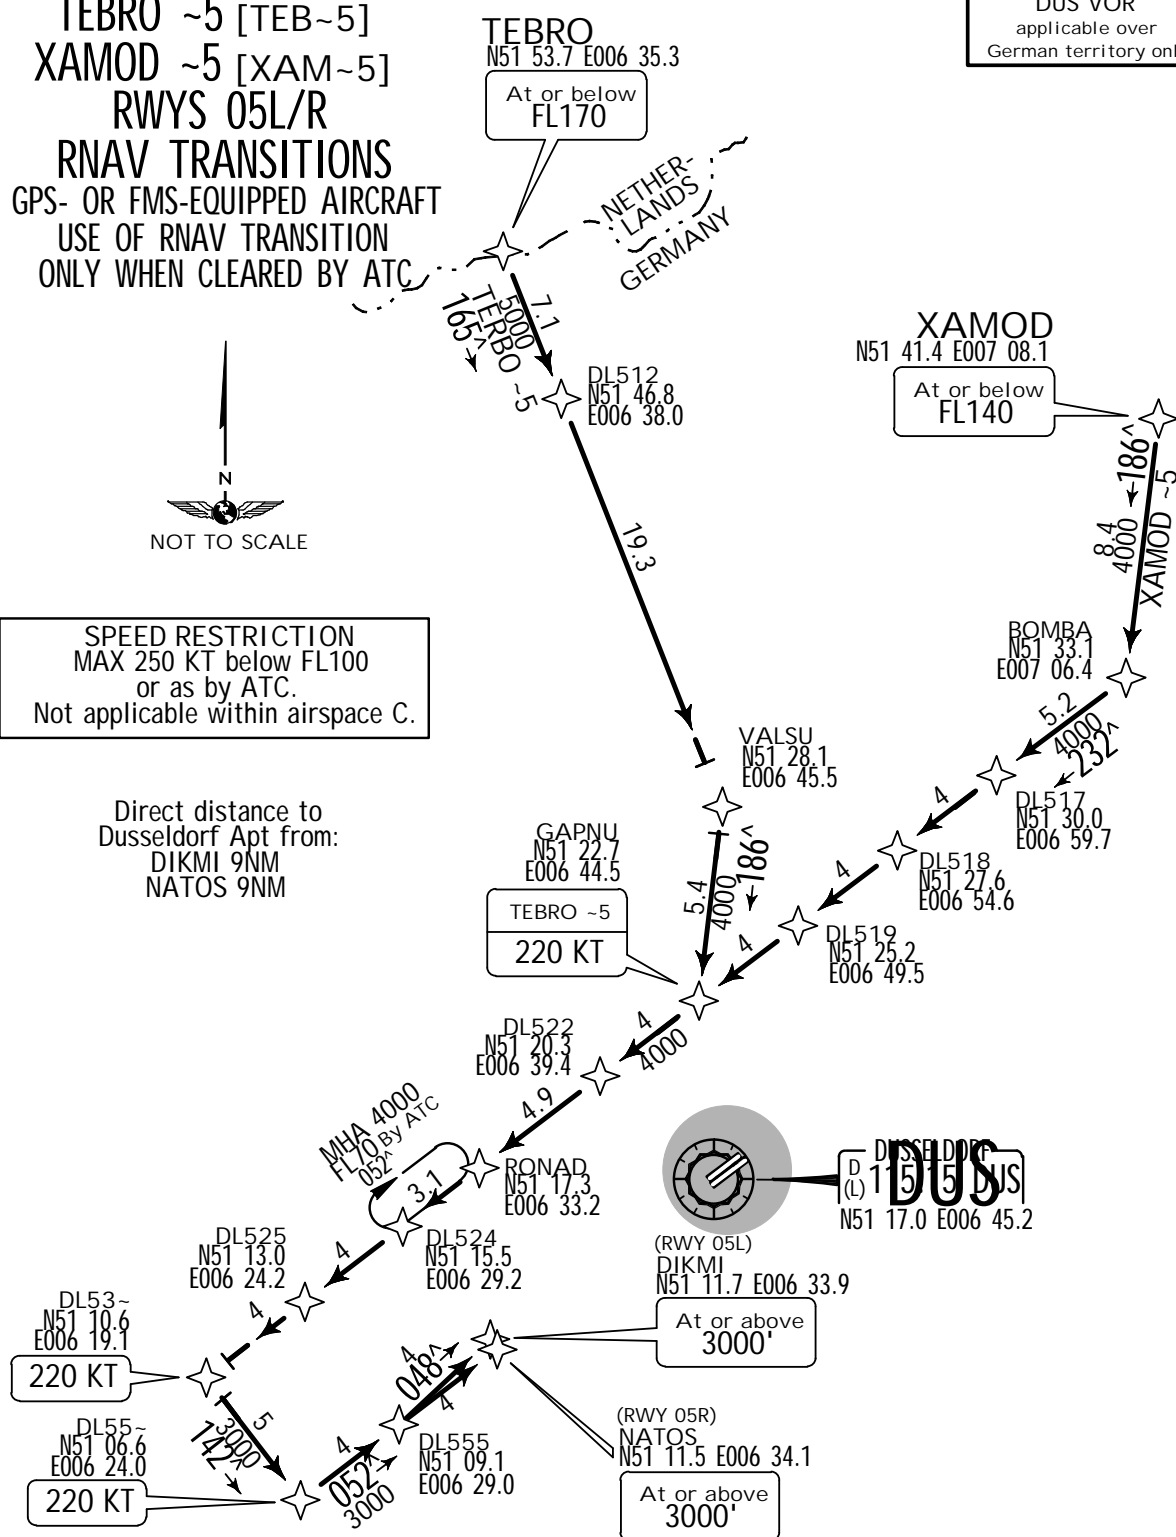 TEBRO ~5 [TEB~5]
XAMOD ~5 [XAM~5]
RWYS 05L/R
RNAV TRANSITIONS
GPS- OR FMS-EQUIPPED AIRCRAFT
USE OF RNAV TRANSITION
ONLY WHEN CLEARED BY ATC
DUS VOR
applicable over
German territory onl
TEBRO
N51 53.7 E006 35.3
At or below
FL170
NETHER-
LANDS
GERMANY
7.1
5000
TERBO ~5
165^
DL512
N51 46.8
E006 38.0
XAMOD
N51 41.4 E007 08.1
At or below
FL140
186^
8.4
4000
XAMOD ~5
N
NOT TO SCALE
19.3
SPEED RESTRICTION
MAX 250 KT below FL100
or as by ATC.
Not applicable within airspace C.
BOMBA
N51 33.1
E007 06.4
5.2
4000
232^
VALSU
N51 28.1
E006 45.5
DL517
N51 30.0
E006 59.7
4
Direct distance to
Dusseldorf Apt from:
DIKMI 9NM
NATOS 9NM
GAPNU
N51 22.7
E006 44.5
TEBRO ~5
220 KT
5.4
4000
186^
DL518
N51 27.6
E006 54.6
4
DL519
N51 25.2
E006 49.5
4
4
4000
DL522
N51 20.3
E006 39.4
4.9
MHA 4000
FL70 By ATC
052^
3.1
RONAD
N51 17.3
E006 33.2
DUSSELDORF
D
(L)
115.15 DUS
DUS
N51 17.0 E006 45.2
DL524
N51 15.5
E006 29.2
4
DL525
N51 13.0
E006 24.2
4
(RWY 05L)
DIKMI
N51 11.7 E006 33.9
At or above
3000'
DL53~
N51 10.6
E006 19.1
220 KT
5
3000
142^
4
048^
4
(RWY 05R)
NATOS
N51 11.5 E006 34.1
At or above
3000'
DL55~
N51 06.6
E006 24.0
220 KT
4
052^
3000
DL555
N51 09.1
E006 29.0